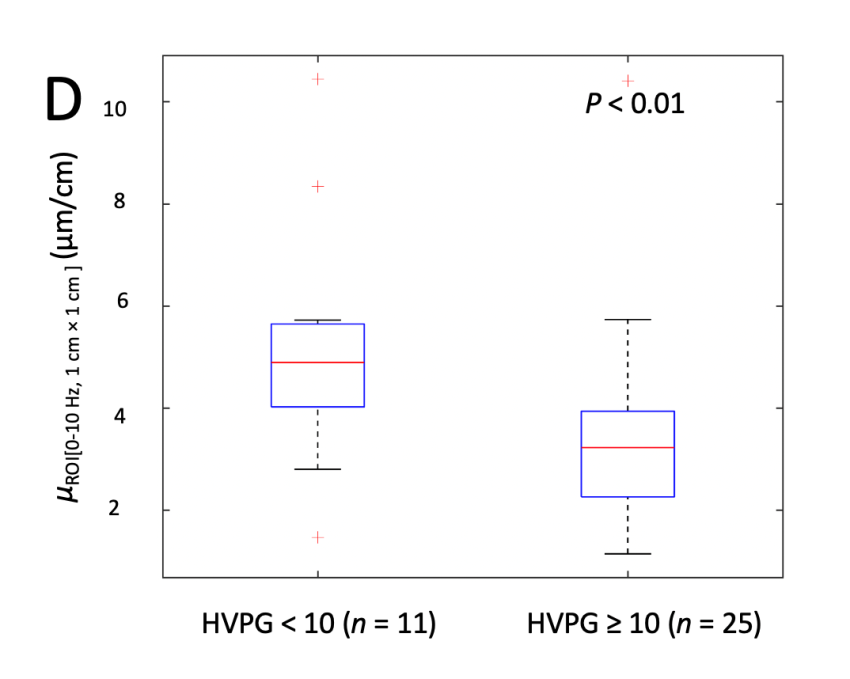 D
μROI[0-10 Hz, 1 cm × 1 cm ] (μm/cm)
10
8
6
4
2
P < 0.01
HVPG < 10 (n = 11)
HVPG ≥ 10 (n = 25)